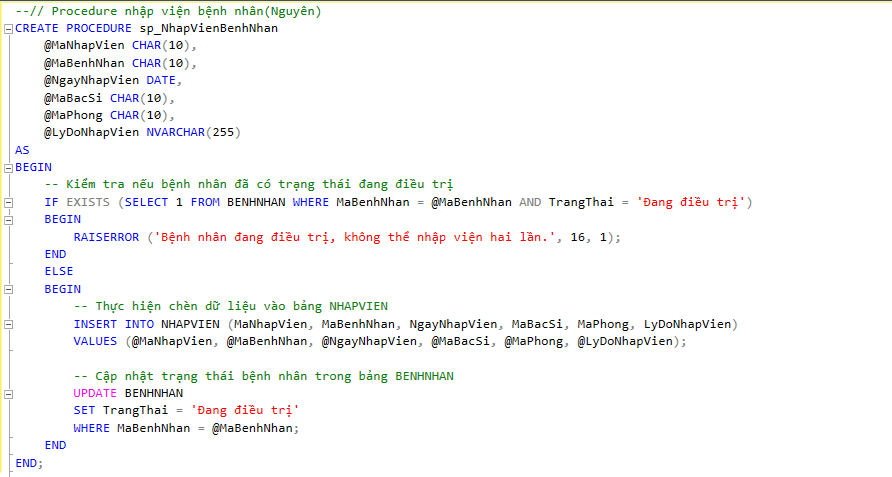 --// Procedure nhập viện bệnh nhân(Nguyên)
CREATE PROCEDURE sp_NhapVienBenhNhan
    @MaNhapVien CHAR(10),
    @MaBenhNhan CHAR(10),
    @NgayNhapVien DATE,
    @MaBacSi CHAR(10),
    @MaPhong CHAR(10),
    @LyDoNhapVien NVARCHAR(255)
AS
BEGIN
    -- Kiểm tra nếu bệnh nhân đã có trạng thái đang điều trị
    IF EXISTS (SELECT 1 FROM BENHNHAN WHERE MaBenhNhan = @MaBenhNhan AND TrangThai = 'Đang điều trị')
    BEGIN
        RAISERROR ('Bệnh nhân đang điều trị, không thể nhập viện hai lần.', 16, 1);
    END
    ELSE
    BEGIN
        -- Thực hiện chèn dữ liệu vào bảng NHAPVIEN
        INSERT INTO NHAPVIEN (MaNhapVien, MaBenhNhan, NgayNhapVien, MaBacSi, MaPhong, LyDoNhapVien)
        VALUES (@MaNhapVien, @MaBenhNhan, @NgayNhapVien, @MaBacSi, @MaPhong, @LyDoNhapVien);

        -- Cập nhật trạng thái bệnh nhân trong bảng BENHNHAN
        UPDATE BENHNHAN
        SET TrangThai = 'Đang điều trị'
        WHERE MaBenhNhan = @MaBenhNhan;
    END
END;